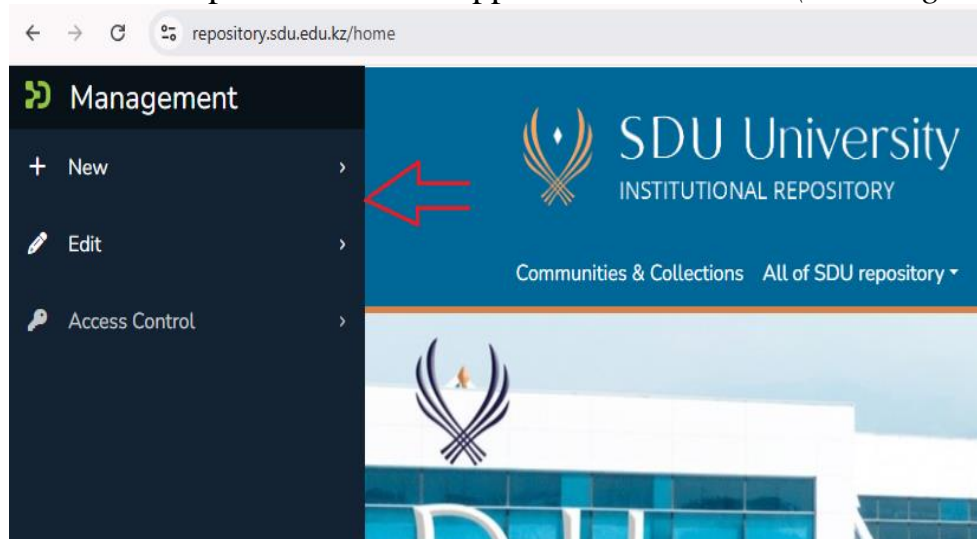 repository.sdu.edu.kz/home
Management
SDU University
New
INSTITUTIONAL REPOSITORY
Edit
Communities & Collections All of SDU repository
Access Control